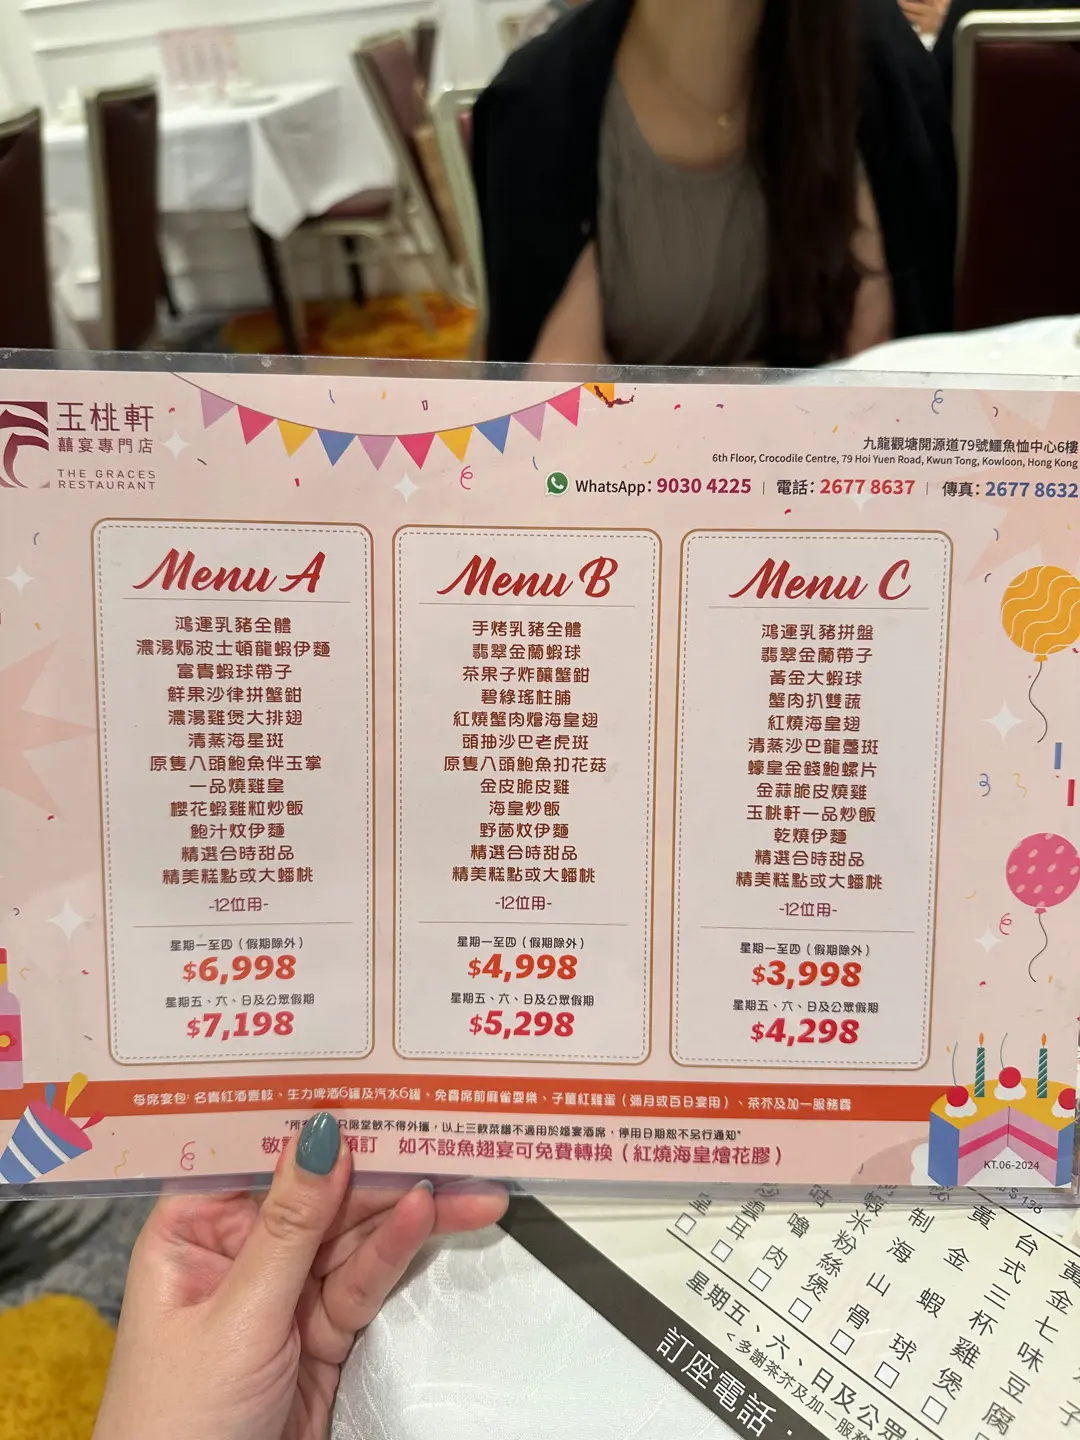 玉桃軒
囍宴專門店
THE GRACES
RESTAURANT
九龍觀塘開源道79號鱷魚恤中心6樓
6th Floor, Crocodile Centre, 79 Hoi Yuen Road, Kwun Tong, Kowloon, Hong Kong
WhatsApp: 9030 4225 | 電話: 2677 8637 | 傳真: 2677 8632
Menu A
鴻運乳豬全體
濃湯焗波士頓龍蝦伊麵
富貴蝦球帶子
鮮果沙律拼蟹鉗
濃湯雞煲大排翅
清蒸海星斑
原隻八頭鮑魚伴玉掌
一品燒雞皇
櫻花蝦雞粒炒飯
鮑汁炆伊麵
精選合時甜品
精美糕點或大蟠桃
-12位用-
星期一至四（假期除外）
$6,998
星期五、六、日及公眾假期
$7,198
Menu B
手烤乳豬全體
翡翠金蘭蝦球
茶果子炸釀蟹鉗
碧綠瑤柱脯
紅燒蟹肉燴海皇翅
頭抽沙巴老虎斑
原隻八頭鮑魚扣花菇
金皮脆皮雞
海皇炒飯
野菌炆伊麵
精選合時甜品
精美糕點或大蟠桃
-12位用-
星期一至四（假期除外）
$4,998
星期五、六、日及公眾假期
$5,298
Menu C
鴻運乳豬拼盤
翡翠金蘭帶子
黃金大蝦球
蟹肉扒雙蔬
紅燒海皇翅
清蒸沙巴龍躉斑
蠔皇金錢鮑螺片
金蒜脆皮燒雞
玉桃軒一品炒飯
乾燒伊麵
精選合時甜品
精美糕點或大蟠桃
-12位用-
星期一至四（假期除外）
$3,998
星期五、六、日及公眾假期
$4,298
每席宴包: 名貴紅酒壹枝、生力啤酒6罐及汽水6罐、免費席前麻雀耍樂、子薑紅雞蛋（彌月或百日宴用）、茶芥及加一服務費
*所 只限堂飲不得外攜，以上三款菜譜不適用於婚宴酒席，停用日期恕不另行通知*
敬 預訂 如不設魚翅宴可免費轉換（紅燒海皇燴花膠）
KT.06-2024
$138
雲耳
嚕肉
蝦米粉絲煲
制海山骨
黃金蝦球
台式三杯雞煲
黃金七味豆腐
星期五、六、日及公眾
<多謝茶芥及加一服務
訂座電話：